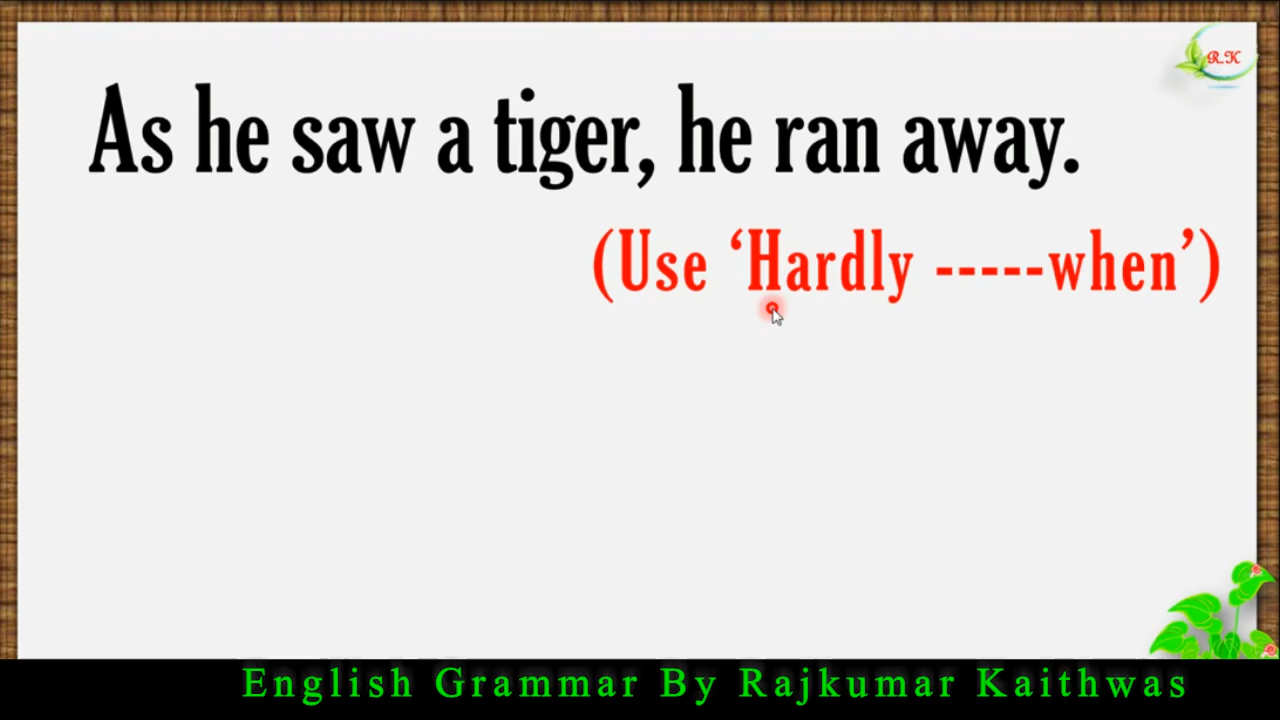 R.K
As he saw a tiger, he ran away.
(Use ‘Hardly -----when’)
English Grammar By Rajkumar Kaithwas